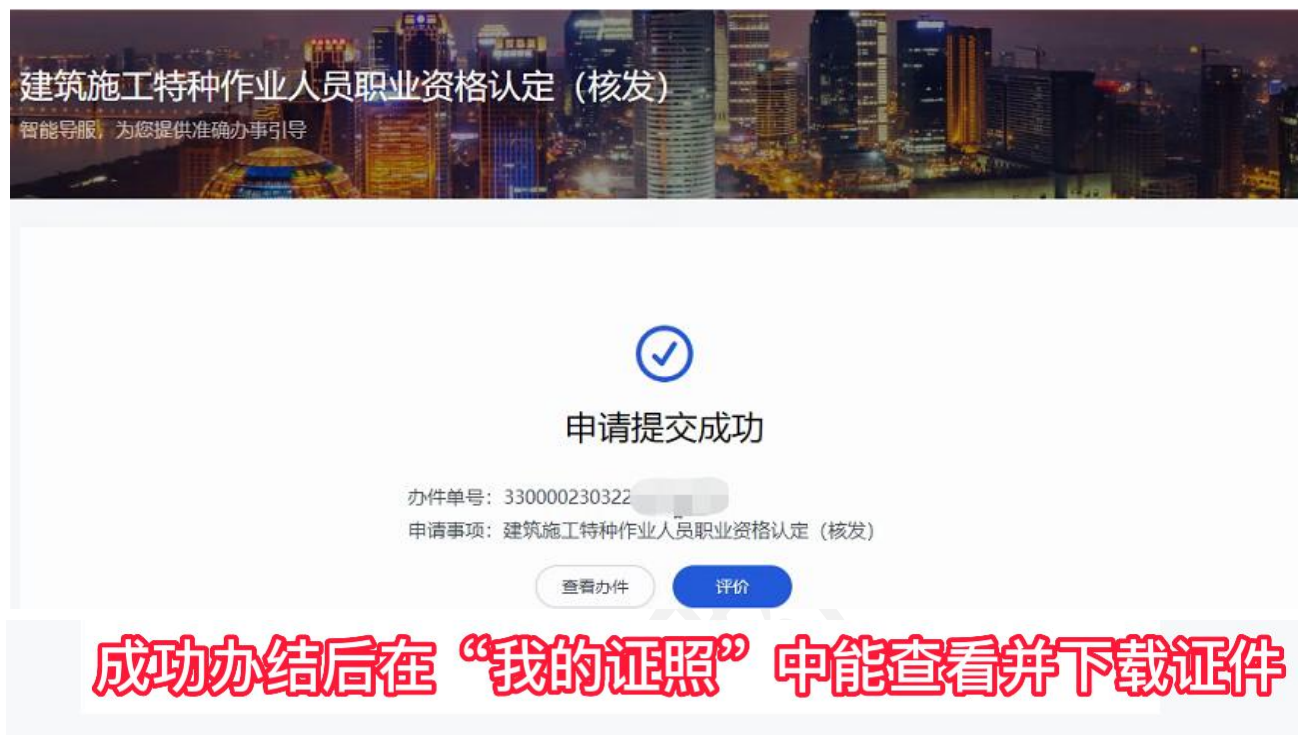 建筑施工特种作业人员职业资格认定（核发）
智能导服，为您提供准确办事引导
申请提交成功
办件单号：330000230322
申请事项：建筑施工特种作业人员职业资格认定（核发）
查看办件 评价
成功办结后在“我的证照”中能查看并下载证件